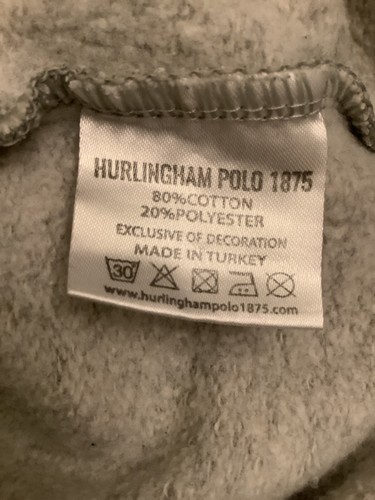 HURLINGHAM POLO 1875
80%COTTON
20%POLYESTER
EXCLUSIVE OF DECORATION
MADE IN TURKEY
30
www.hurlinghampolo1875.com